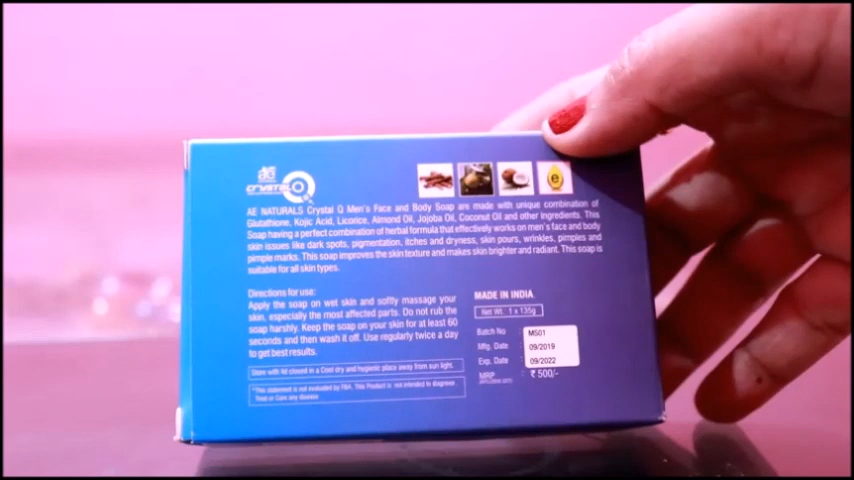 ae
CRYSTAL Q
e
AE NATURALS Crystal Q Men's Face and Body Soap are made with unique combination of
Glutathione, Kojic Acid, Licorice, Almond Oil, Jojoba Oil, Coconut Oil and other ingredients. This
Soap having a perfect combination of herbal formula that effectively works on men's face and body
skin issues like dark spots, pigmentation, itches and dryness, skin pours, wrinkles, pimples and
pimple marks. This soap improves the skin texture and makes skin brighter and radiant. This soap is
suitable for all skin types.
Directions for use:
Apply the soap on wet skin and softly massage your
skin, especially the most affected parts. Do not rub the
soap harshly. Keep the soap on your skin for at least 60
seconds and then wash it off. Use regularly twice a day
to get best results.
Store with lid closed in a Cool dry and hygienic place away from sun light.
*This statement is not evaluated by FDA. This Product is not intended to diagnose
Treat or Cure any disease
MADE IN INDIA
Net Wt. : 1 x 135g
Batch No : MS01
Mfg. Date : 09/2019
Exp. Date : 09/2022
MRP : ₹ 500/-